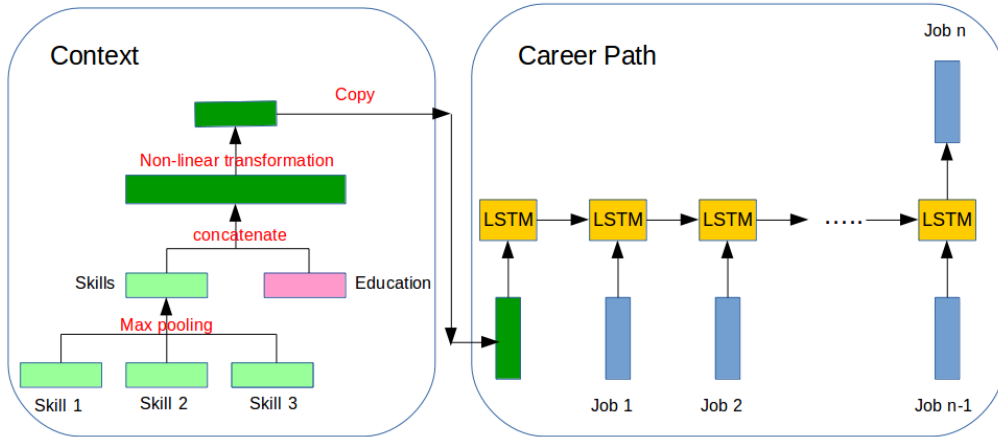 Context
Copy
Non-linear transformation
concatenate
Skills
Education
Max pooling
Skill 1
Skill 2
Skill 3
Career Path
Job n
LSTM
LSTM
LSTM
.....
LSTM
Job 1
Job 2
Job n-1